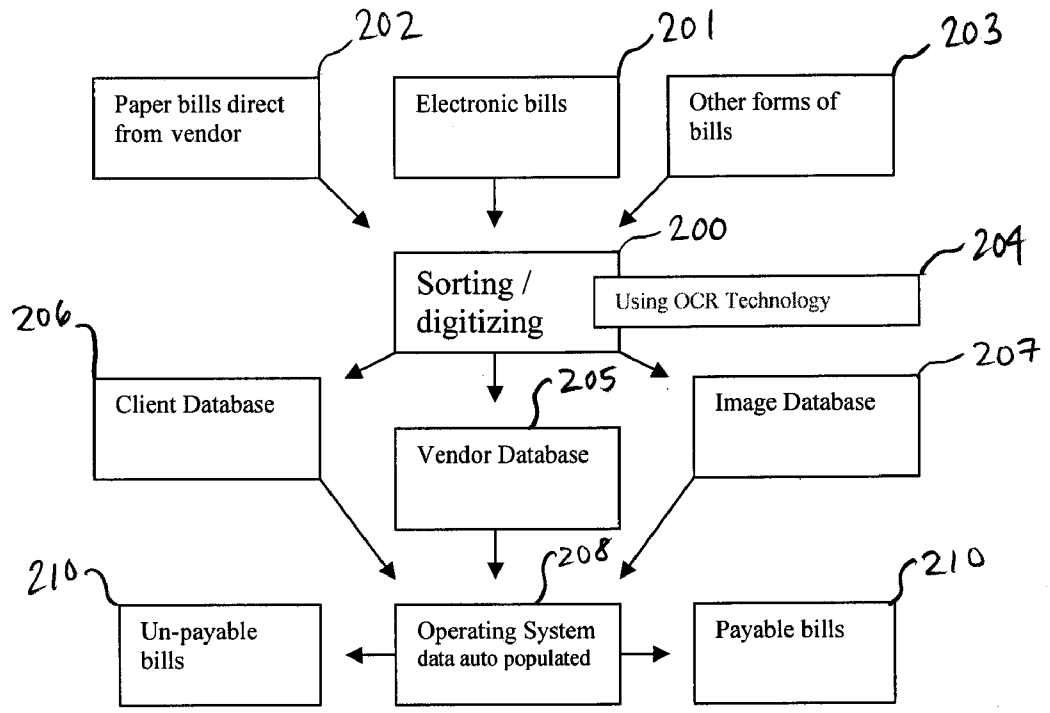 202
201
203
Paper bills direct
from vendor
Electronic bills
Other forms of
bills
200
204
Sorting /
digitizing
Using OCR Technology
206
207
205
Client Database
Image Database
Vendor Database
208
210
210
Un-payable
bills
Operating System
data auto populated
Payable bills